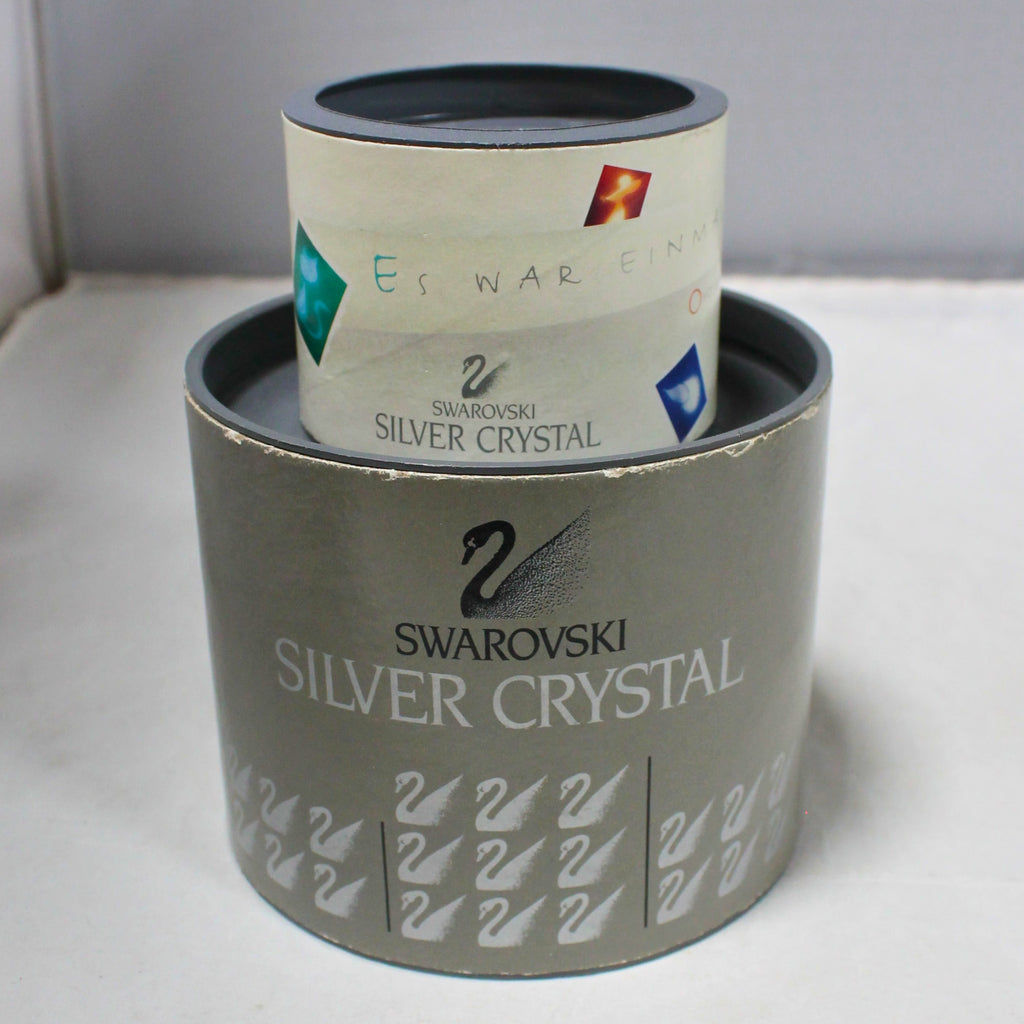 Es WAR EINM
O
SWAROVSKI
SILVER CRYSTAL
SWAROVSKI
SILVER CRYSTAL